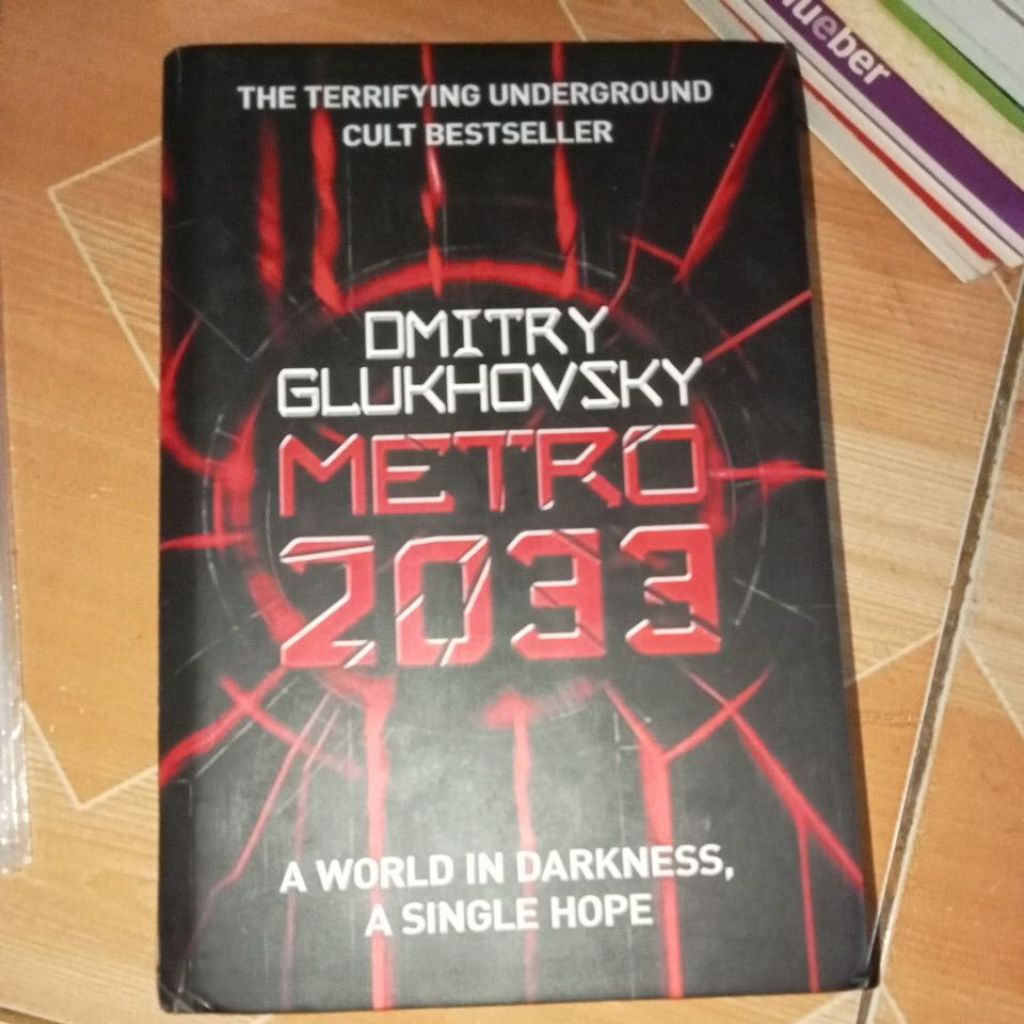 THE TERRIFYING UNDERGROUND
CULT BESTSELLER
DMITRY
GLUKHOVSKY
METRO
2033
A WORLD IN DARKNESS,
A SINGLE HOPE